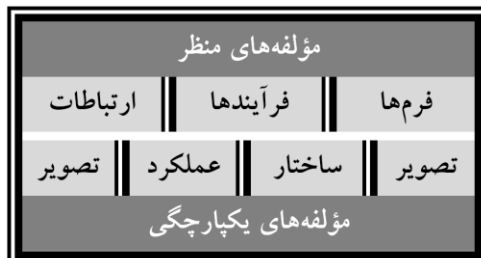 مؤلفه‌های منظر
فرم‌ها فرآیندها ارتباطات
تصویر ساختار عملکرد تصویر
مؤلفه‌های یکپارچگی